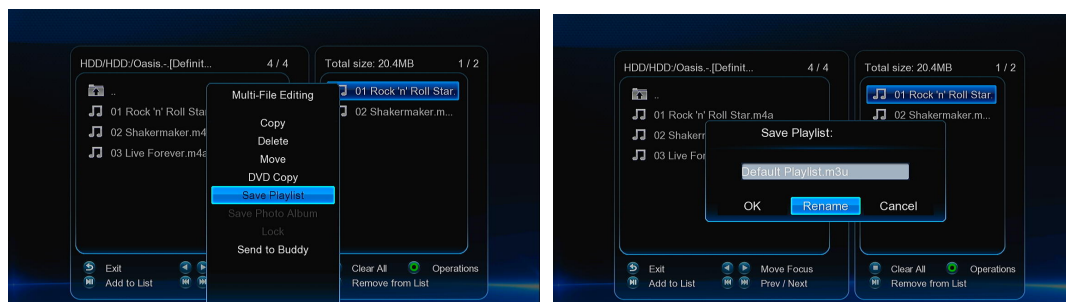 HDD/HDD:/Oasis.-.[Definit... 4 / 4
..
01 Rock 'n' Roll Star
02 Shakermaker.m4
03 Live Forever.m4a
Multi-File Editing
Copy
Delete
Move
DVD Copy
Save Playlist
Save Photo Album
Lock
Send to Buddy
Total size: 20.4MB 1 / 2
01 Rock 'n' Roll Star.
02 Shakermaker.m...
Exit
Add to List
Clear All Operations
Remove from List
HDD/HDD:/Oasis.-.[Definit... 4 / 4
..
01 Rock 'n' Roll Star.m4a
02 Shakerm
03 Live For
Save Playlist:
Default Playlist.m3u
OK Rename Cancel
Total size: 20.4MB 1 / 2
01 Rock 'n' Roll Star.
02 Shakermaker.m...
Exit Move Focus Clear All Operations
Add to List Prev / Next Remove from List